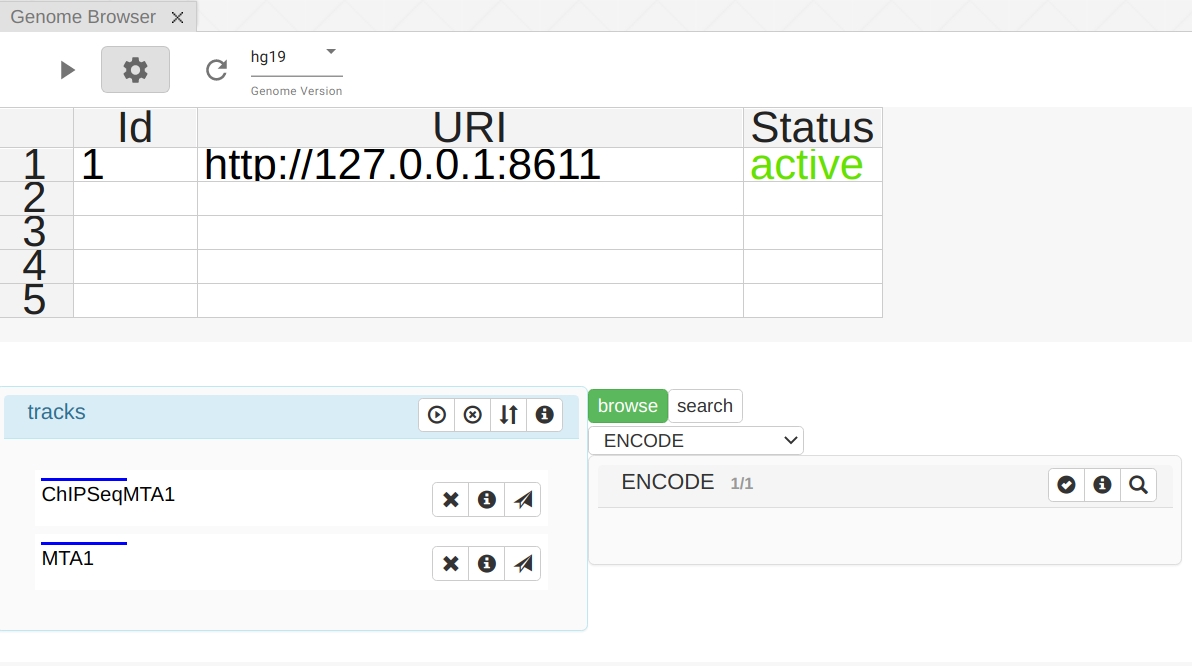 Genome Browser
hg19
Genome Version
Id URI Status
1 1 http://127.0.0.1:8611 active
2
3
4
5
tracks
ChIPSeqMTA1
MTA1
browse search
ENCODE
ENCODE 1/1